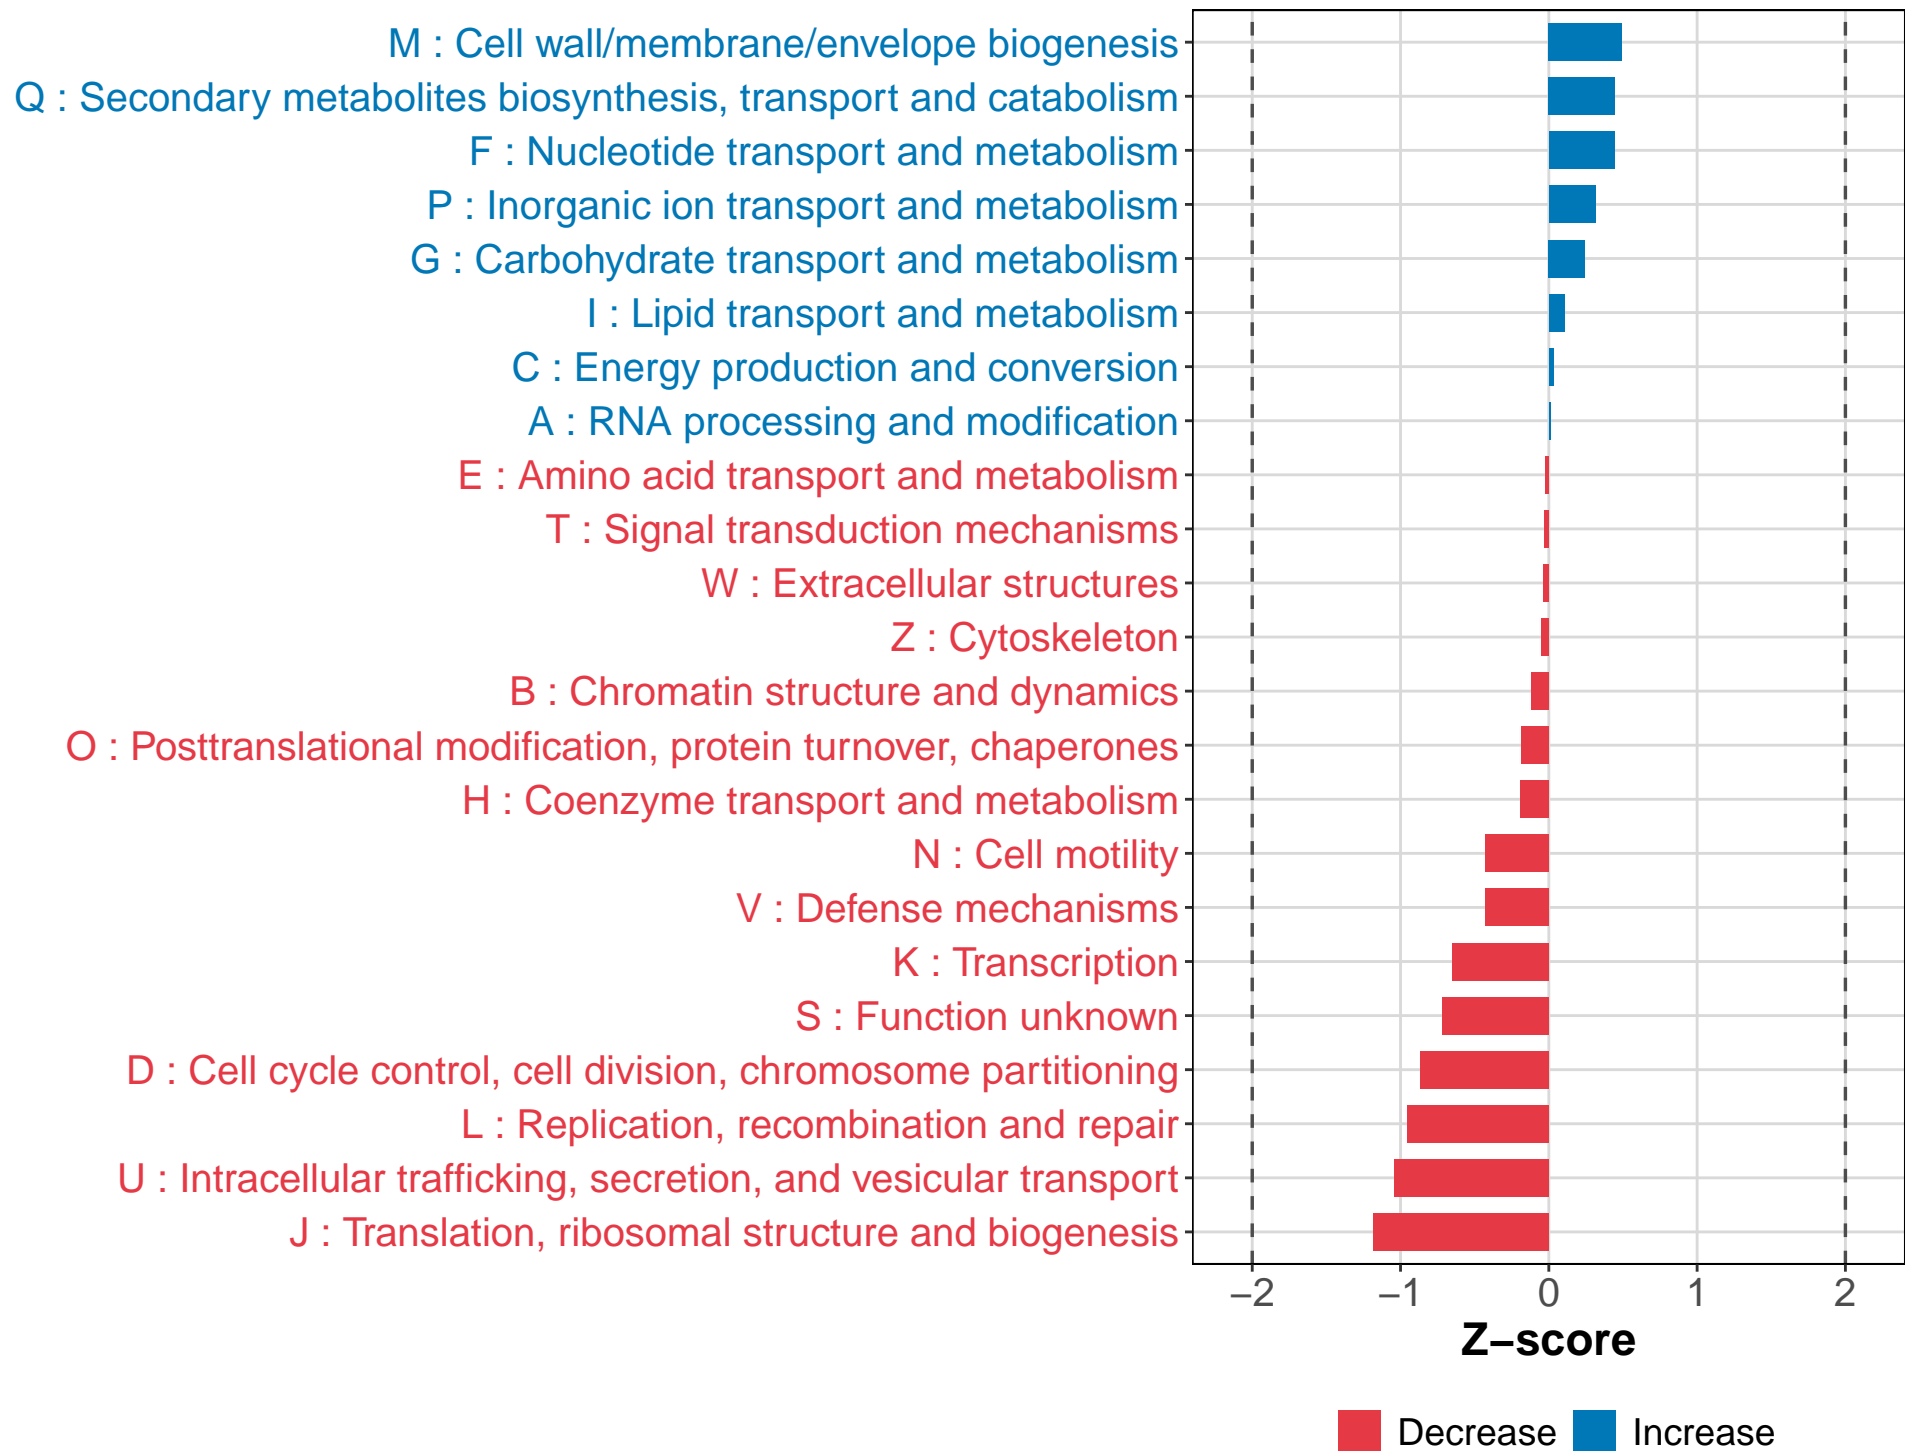 M : Cell wall/membrane/envelope biogenesis
Q : Secondary metabolites biosynthesis, transport and catabolism
F : Nucleotide transport and metabolism
P : Inorganic ion transport and metabolism
G : Carbohydrate transport and metabolism
I : Lipid transport and metabolism
C : Energy production and conversion
A : RNA processing and modification
E : Amino acid transport and metabolism
T : Signal transduction mechanisms
W : Extracellular structures
Z : Cytoskeleton
B : Chromatin structure and dynamics
O : Posttranslational modification, protein turnover, chaperones
H : Coenzyme transport and metabolism
N : Cell motility
V : Defense mechanisms
K : Transcription
S : Function unknown
D : Cell cycle control, cell division, chromosome partitioning
L : Replication, recombination and repair
U : Intracellular trafficking, secretion, and vesicular transport
J : Translation, ribosomal structure and biogenesis
−2 −1 0 1 2
Z−score
Decrease Increase